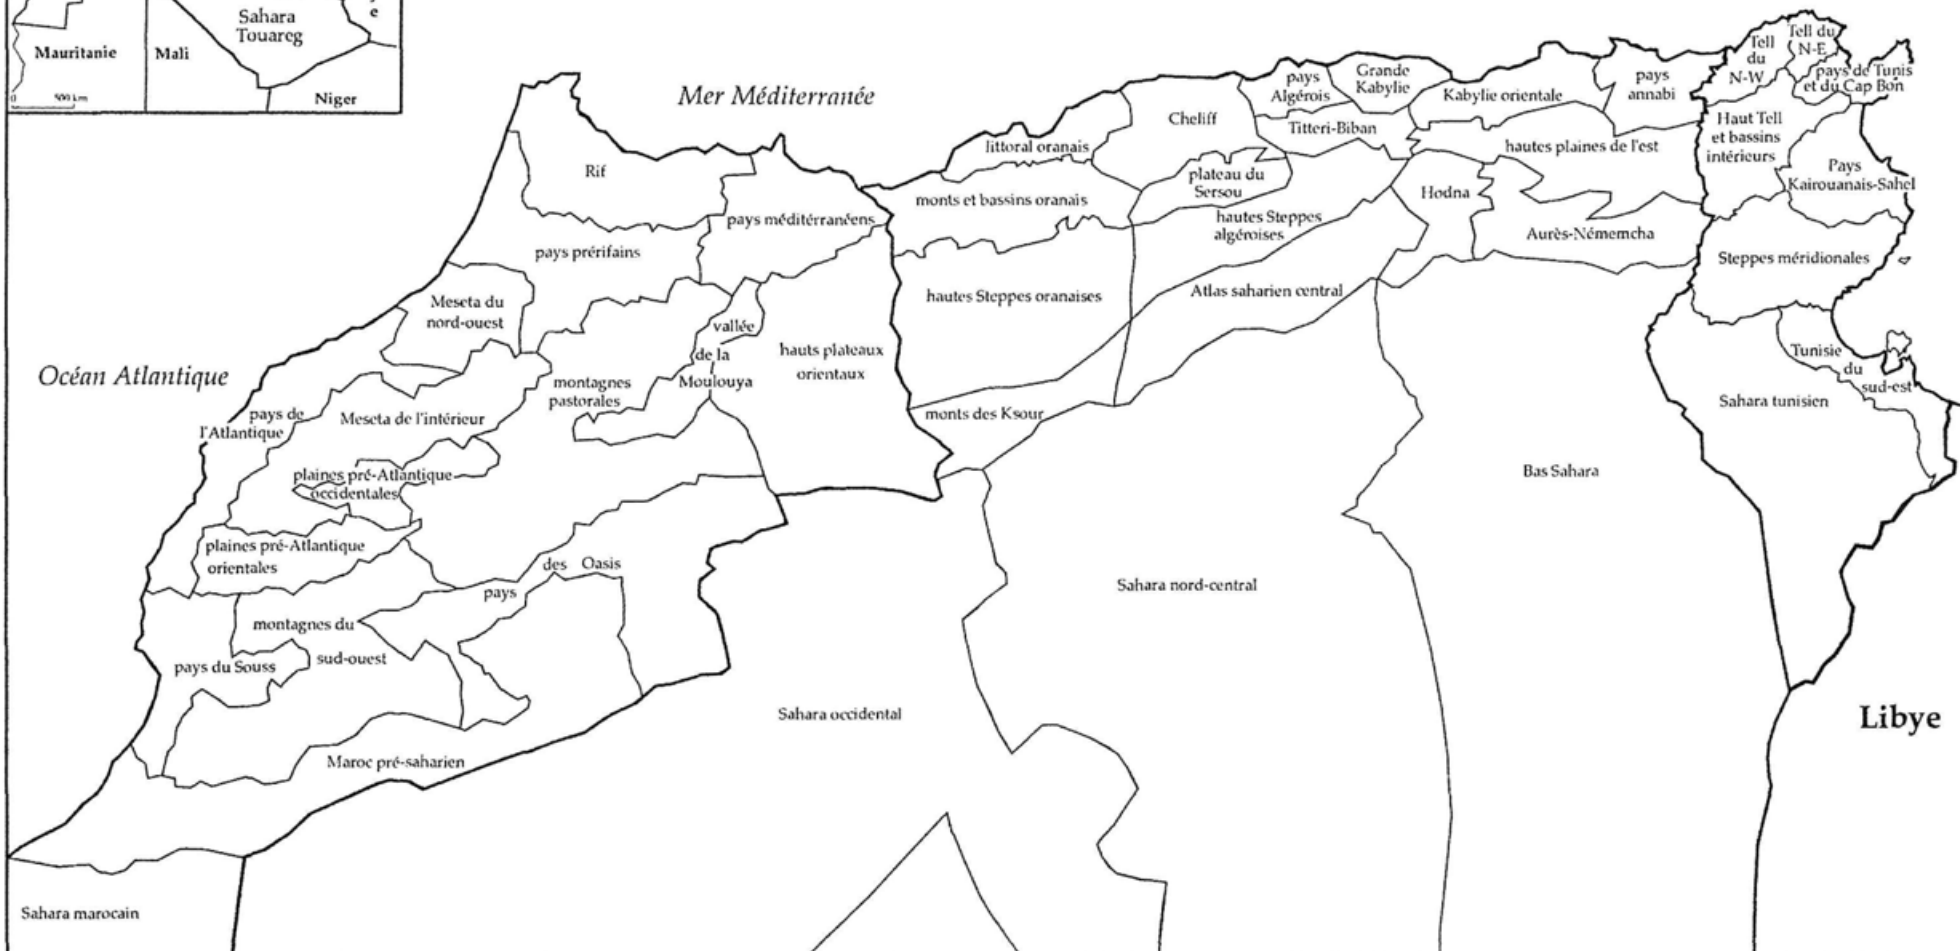 e
Sahara
Touareg
Mauritanie
Mali
0 500 km
Niger
Mer Méditerranée
Océan Atlantique
Libye
Rif
pays méditérranéens
pays prérifains
Meseta du
nord-ouest
vallée
de la
Moulouya
hauts plateaux
orientaux
montagnes
pastorales
pays de
l'Atlantique
Meseta de l'intérieur
plaines pré-Atlantique
occidentales
plaines pré-Atlantique
orientales
des Oasis
pays
montagnes du
sud-ouest
pays du Souss
Maroc pré-saharien
Sahara marocain
littoral oranais
Cheliff
pays
Algérois
Grande
Kabylie
Kabylie orientale
pays
annabi
Titteri-Biban
hautes plaines de l'est
plateau du
Sersou
monts et bassins oranais
hautes Steppes
algéroises
Hodna
Aurès-Némemcha
hautes Steppes oranaises
Atlas saharien central
monts des Ksour
Bas Sahara
Sahara nord-central
Sahara occidental
Tell
du
N-W
Tell du
N-E
pays de Tunis
et du Cap Bon
Haut Tell
et bassins
intérieurs
Pays
Kairouanais-Sahel
Steppes méridionales
Tunisie
du
sud-est
Sahara tunisien